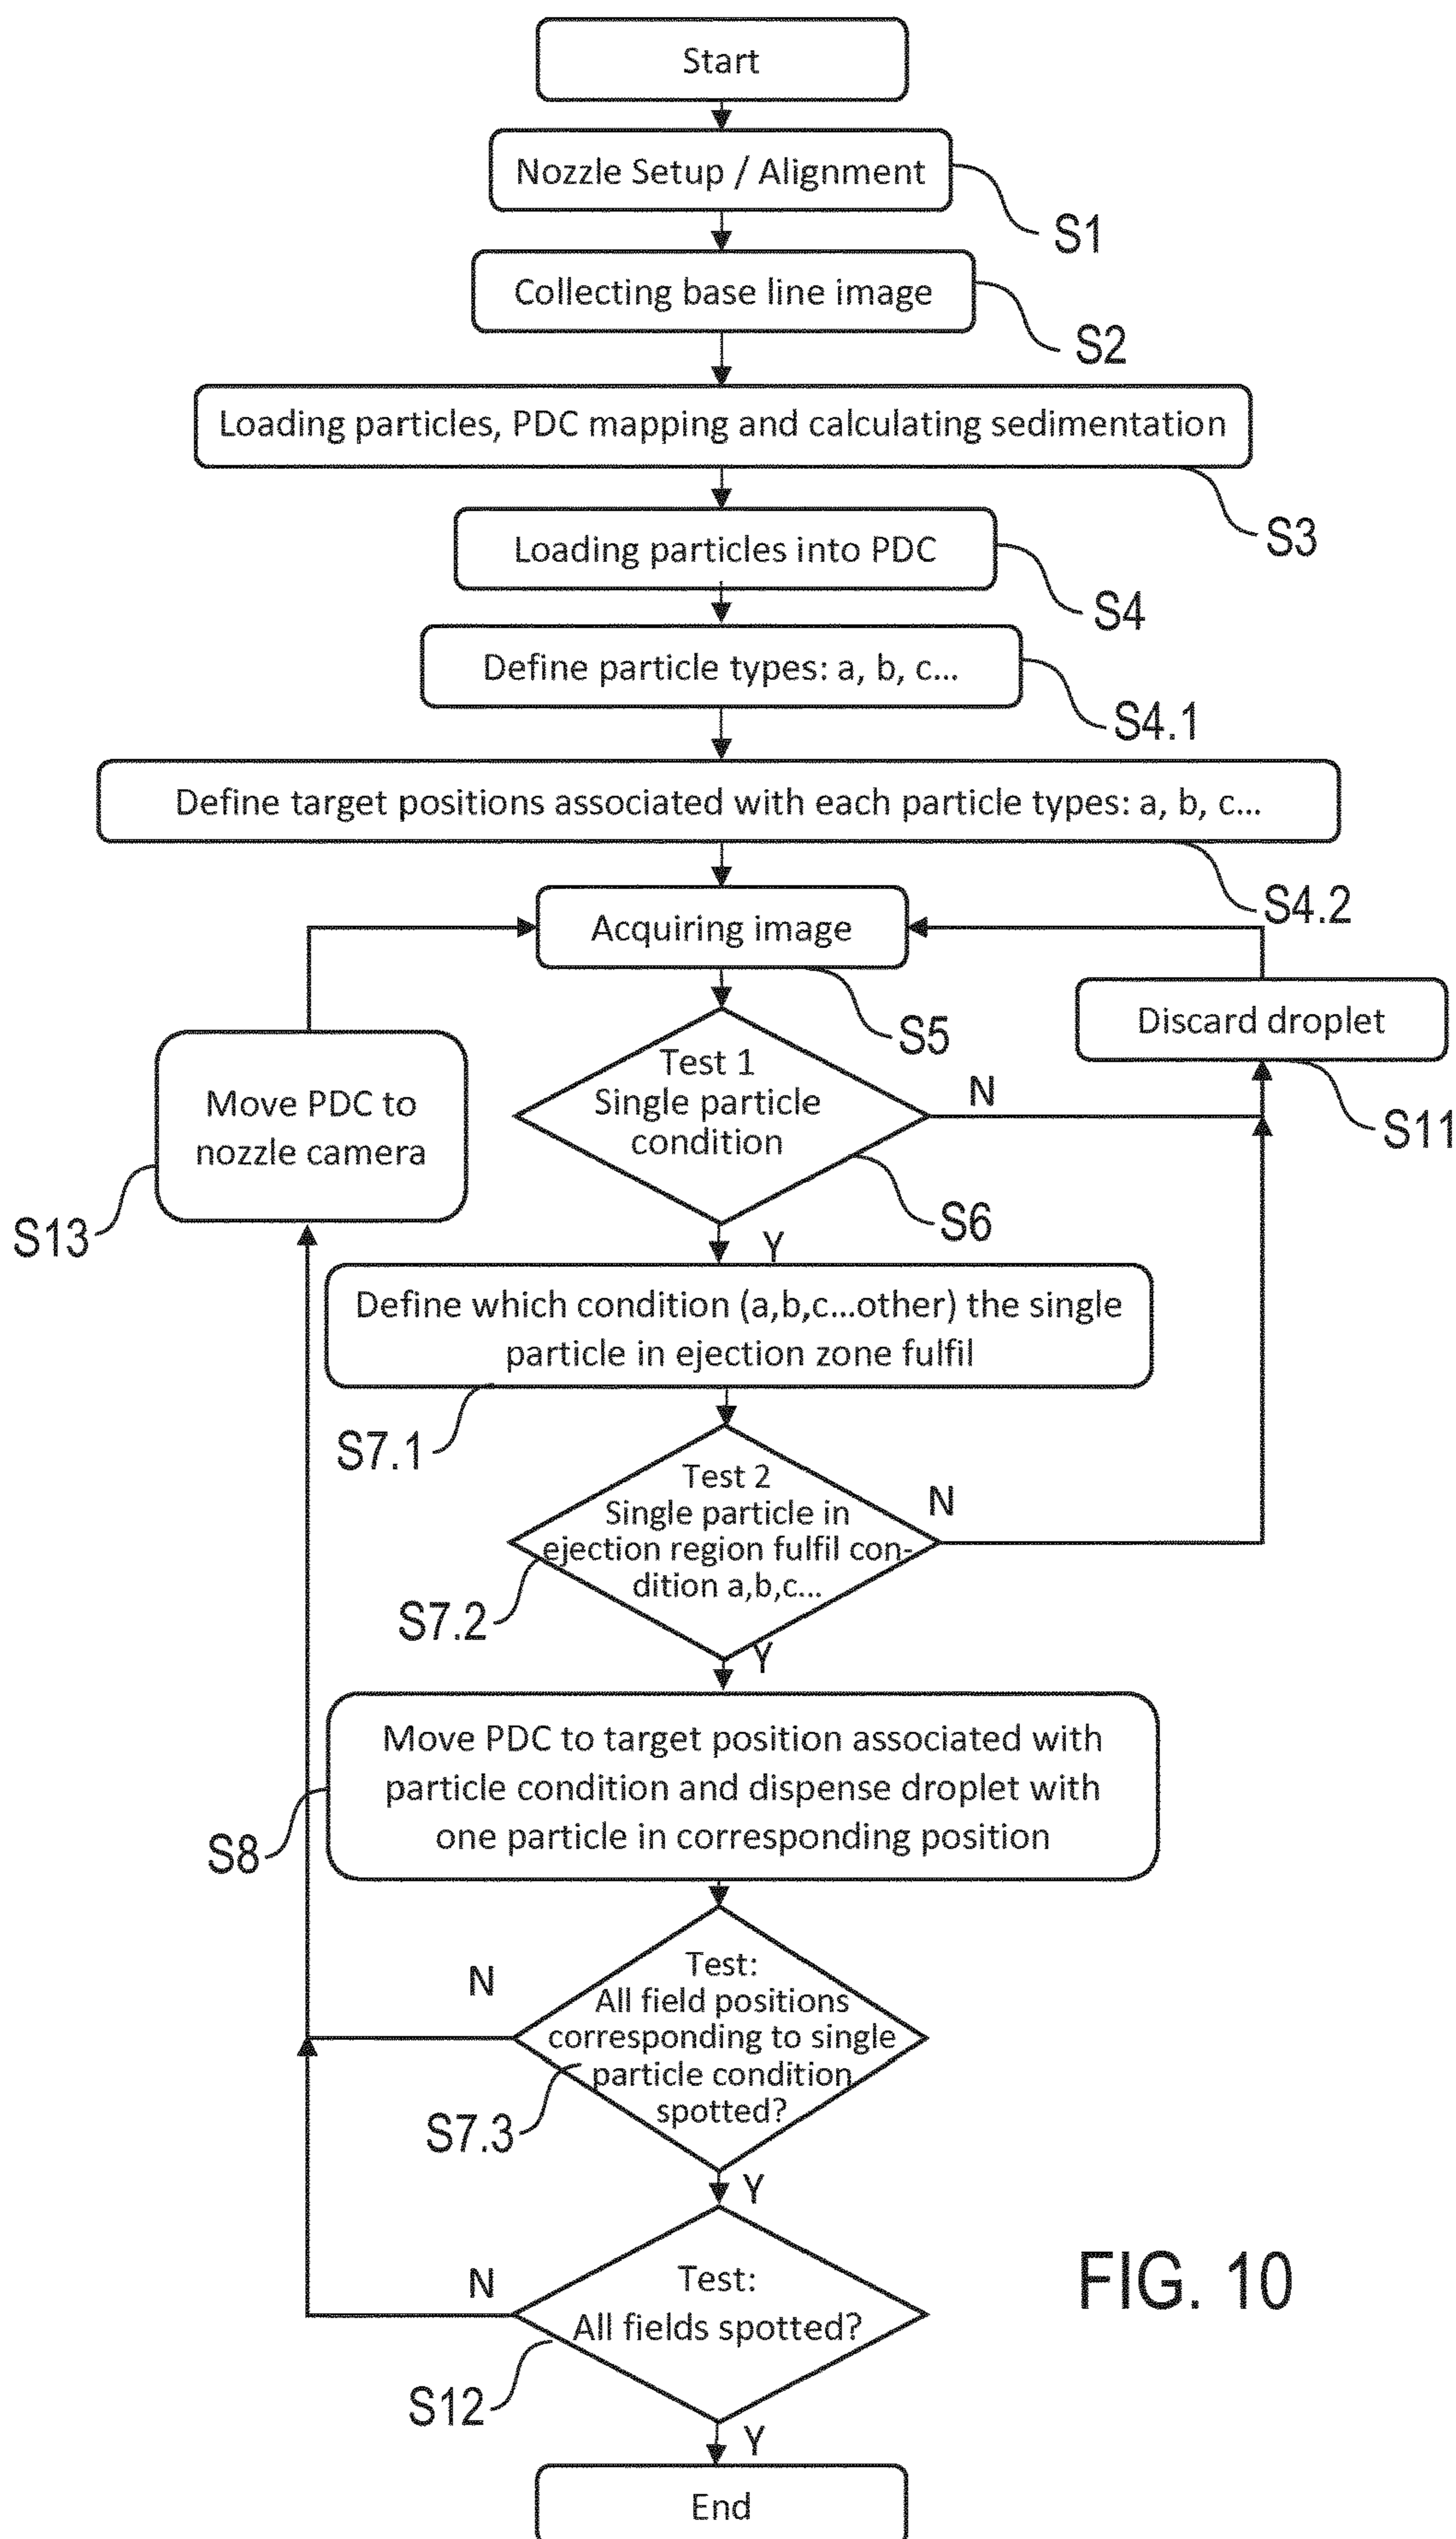 Start
Nozzle Setup / Alignment
S1
Collecting base line image
S2
Loading particles, PDC mapping and calculating sedimentation
S3
Loading particles into PDC
S4
Define particle types: a, b, c...
S4.1
Define target positions associated with each particle types: a, b, c...
S4.2
Acquiring image
S5
Discard droplet
S11
Move PDC to
nozzle camera
S13
Test 1
Single particle
condition
N
S6
Y
Define which condition (a,b,c...other) the single
particle in ejection zone fulfil
S7.1
Test 2
Single particle in
ejection region fulfil con-
dition a,b,c...
N
S7.2
Y
Move PDC to target position associated with
particle condition and dispense droplet with
one particle in corresponding position
S8
Test:
All field positions
corresponding to single
particle condition
spotted?
N
S7.3
Y
Test:
All fields spotted?
N
S12
Y
End
FIG. 10